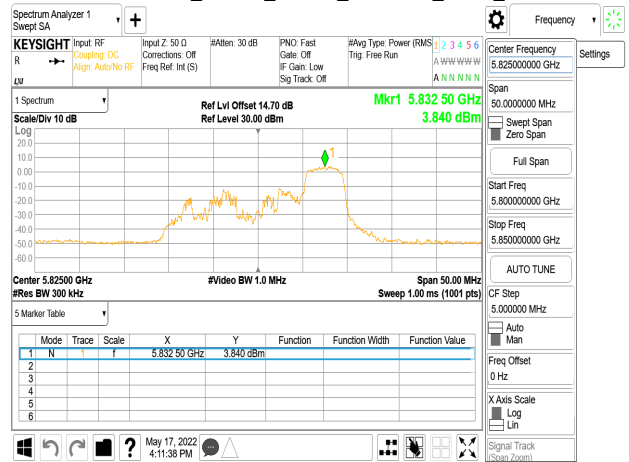 Spectrum Analyzer 1
Swept SA
Frequency
KEYSIGHT
R
Input: RF
Coupling: DC
Align: Auto/No RF
Input Z: 50 Ω
Corrections: Off
Freq Ref: Int (S)
#Atten: 30 dB
PNO: Fast
Gate: Off
IF Gain: Low
Sig Track: Off
#Avg Type: Power (RMS
Trig: Free Run
1 2 3 4 5 6
A W W W W W
A N N N N N
Center Frequency
5.825000000 GHz
Settings
1 Spectrum
Scale/Div 10 dB
Ref Lvl Offset 14.70 dB
Ref Level 30.00 dBm
Mkr1 5.832 50 GHz
3.840 dBm
Span
50.0000000 MHz
Swept Span
Zero Span
Full Span
Start Freq
5.800000000 GHz
Stop Freq
5.850000000 GHz
AUTO TUNE
CF Step
5.000000 MHz
Auto
Man
Freq Offset
0 Hz
X Axis Scale
Log
Lin
Signal Track
(Span Zoom)
Log
20.0
10.0
0.00
-10.0
-20.0
-30.0
-40.0
-50.0
-60.0
1
Center 5.82500 GHz
#Res BW 300 kHz
#Video BW 1.0 MHz
Span 50.00 MHz
Sweep 1.00 ms (1001 pts)
5 Marker Table
Mode Trace Scale X Y Function Function Width Function Value
1 N 1 f 5.832 50 GHz 3.840 dBm
2
3
4
5
6
?
May 17, 2022
4:11:38 PM